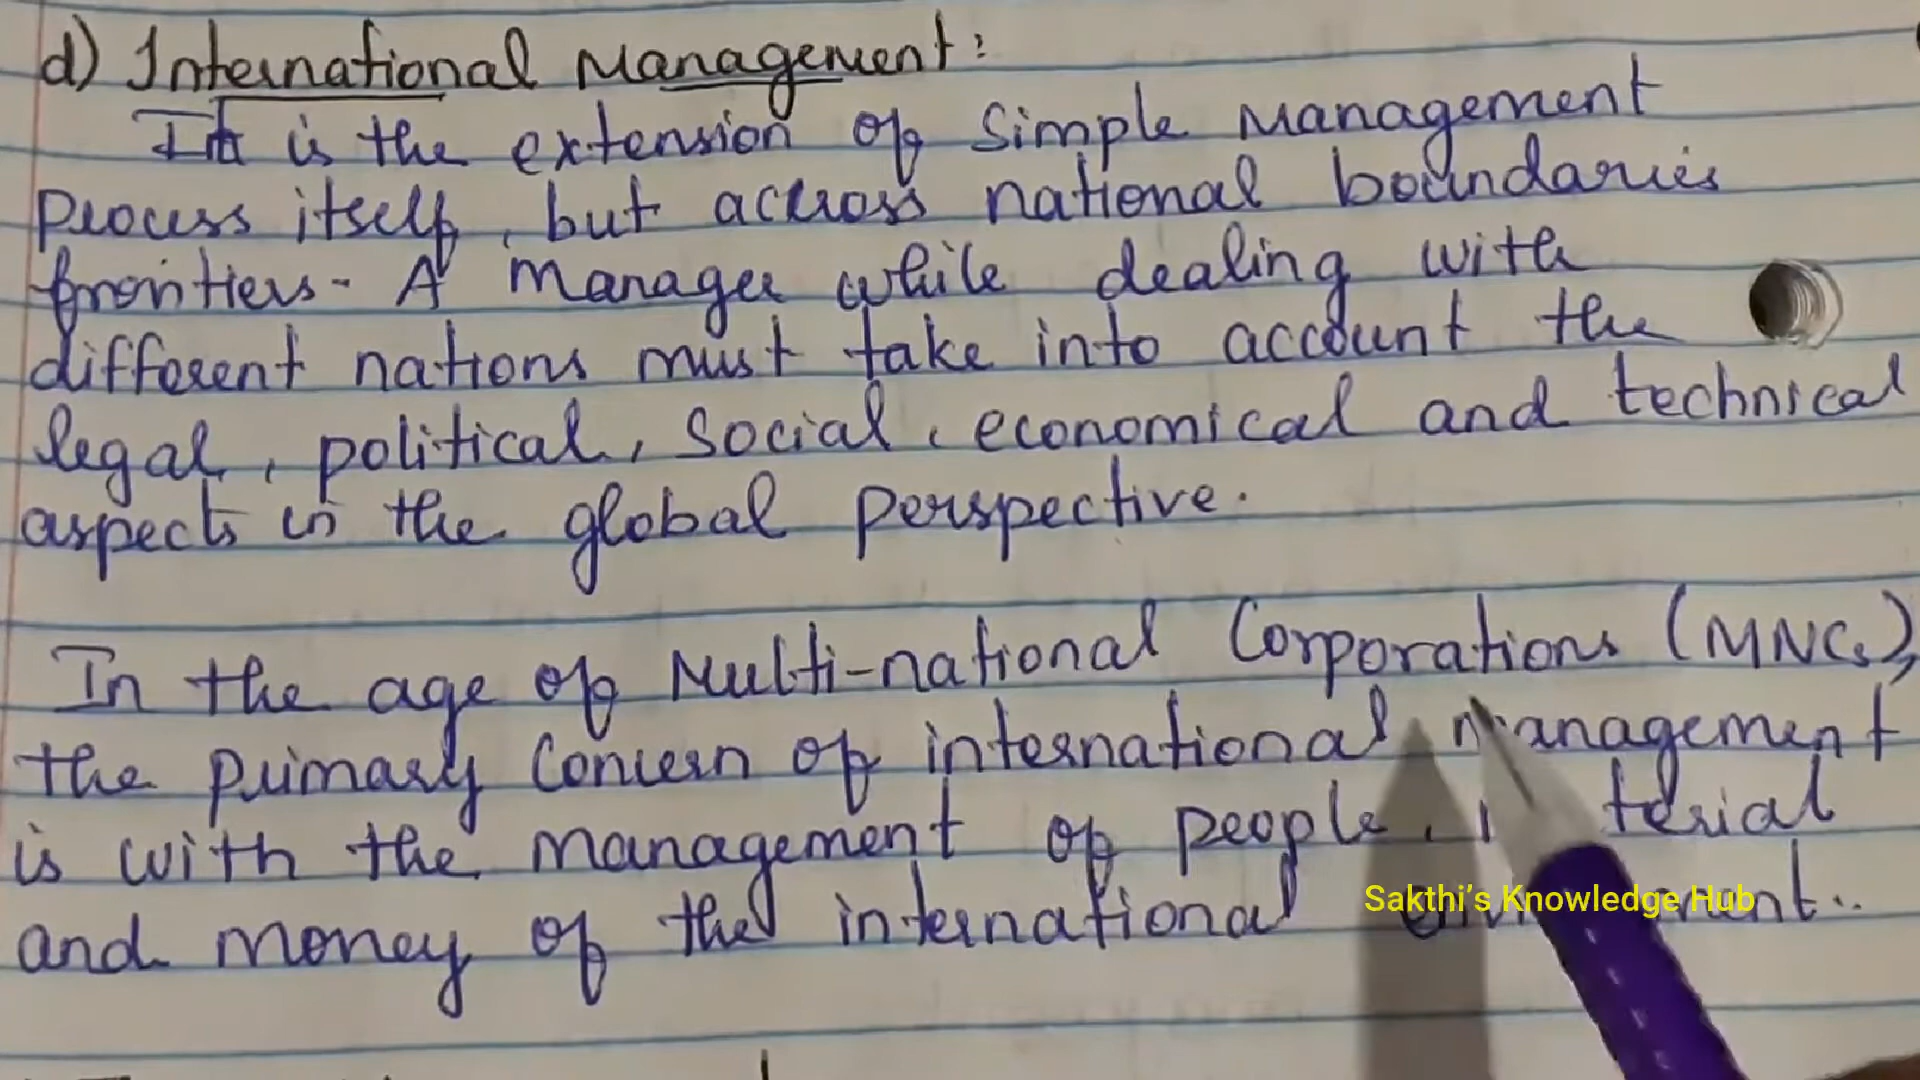 d) International Management:
It is the extension of Simple Management
process itself, but across national boundaries
frontiers. A manager while dealing with
different nations must take into account the
legal, political, social, economical and technical
aspects in the global perspective.
In the age of Multi-national Corporations (MNCs),
the primary concern of international management
is with the management of people,
and money of the international
Sakthi's Knowledge Hub